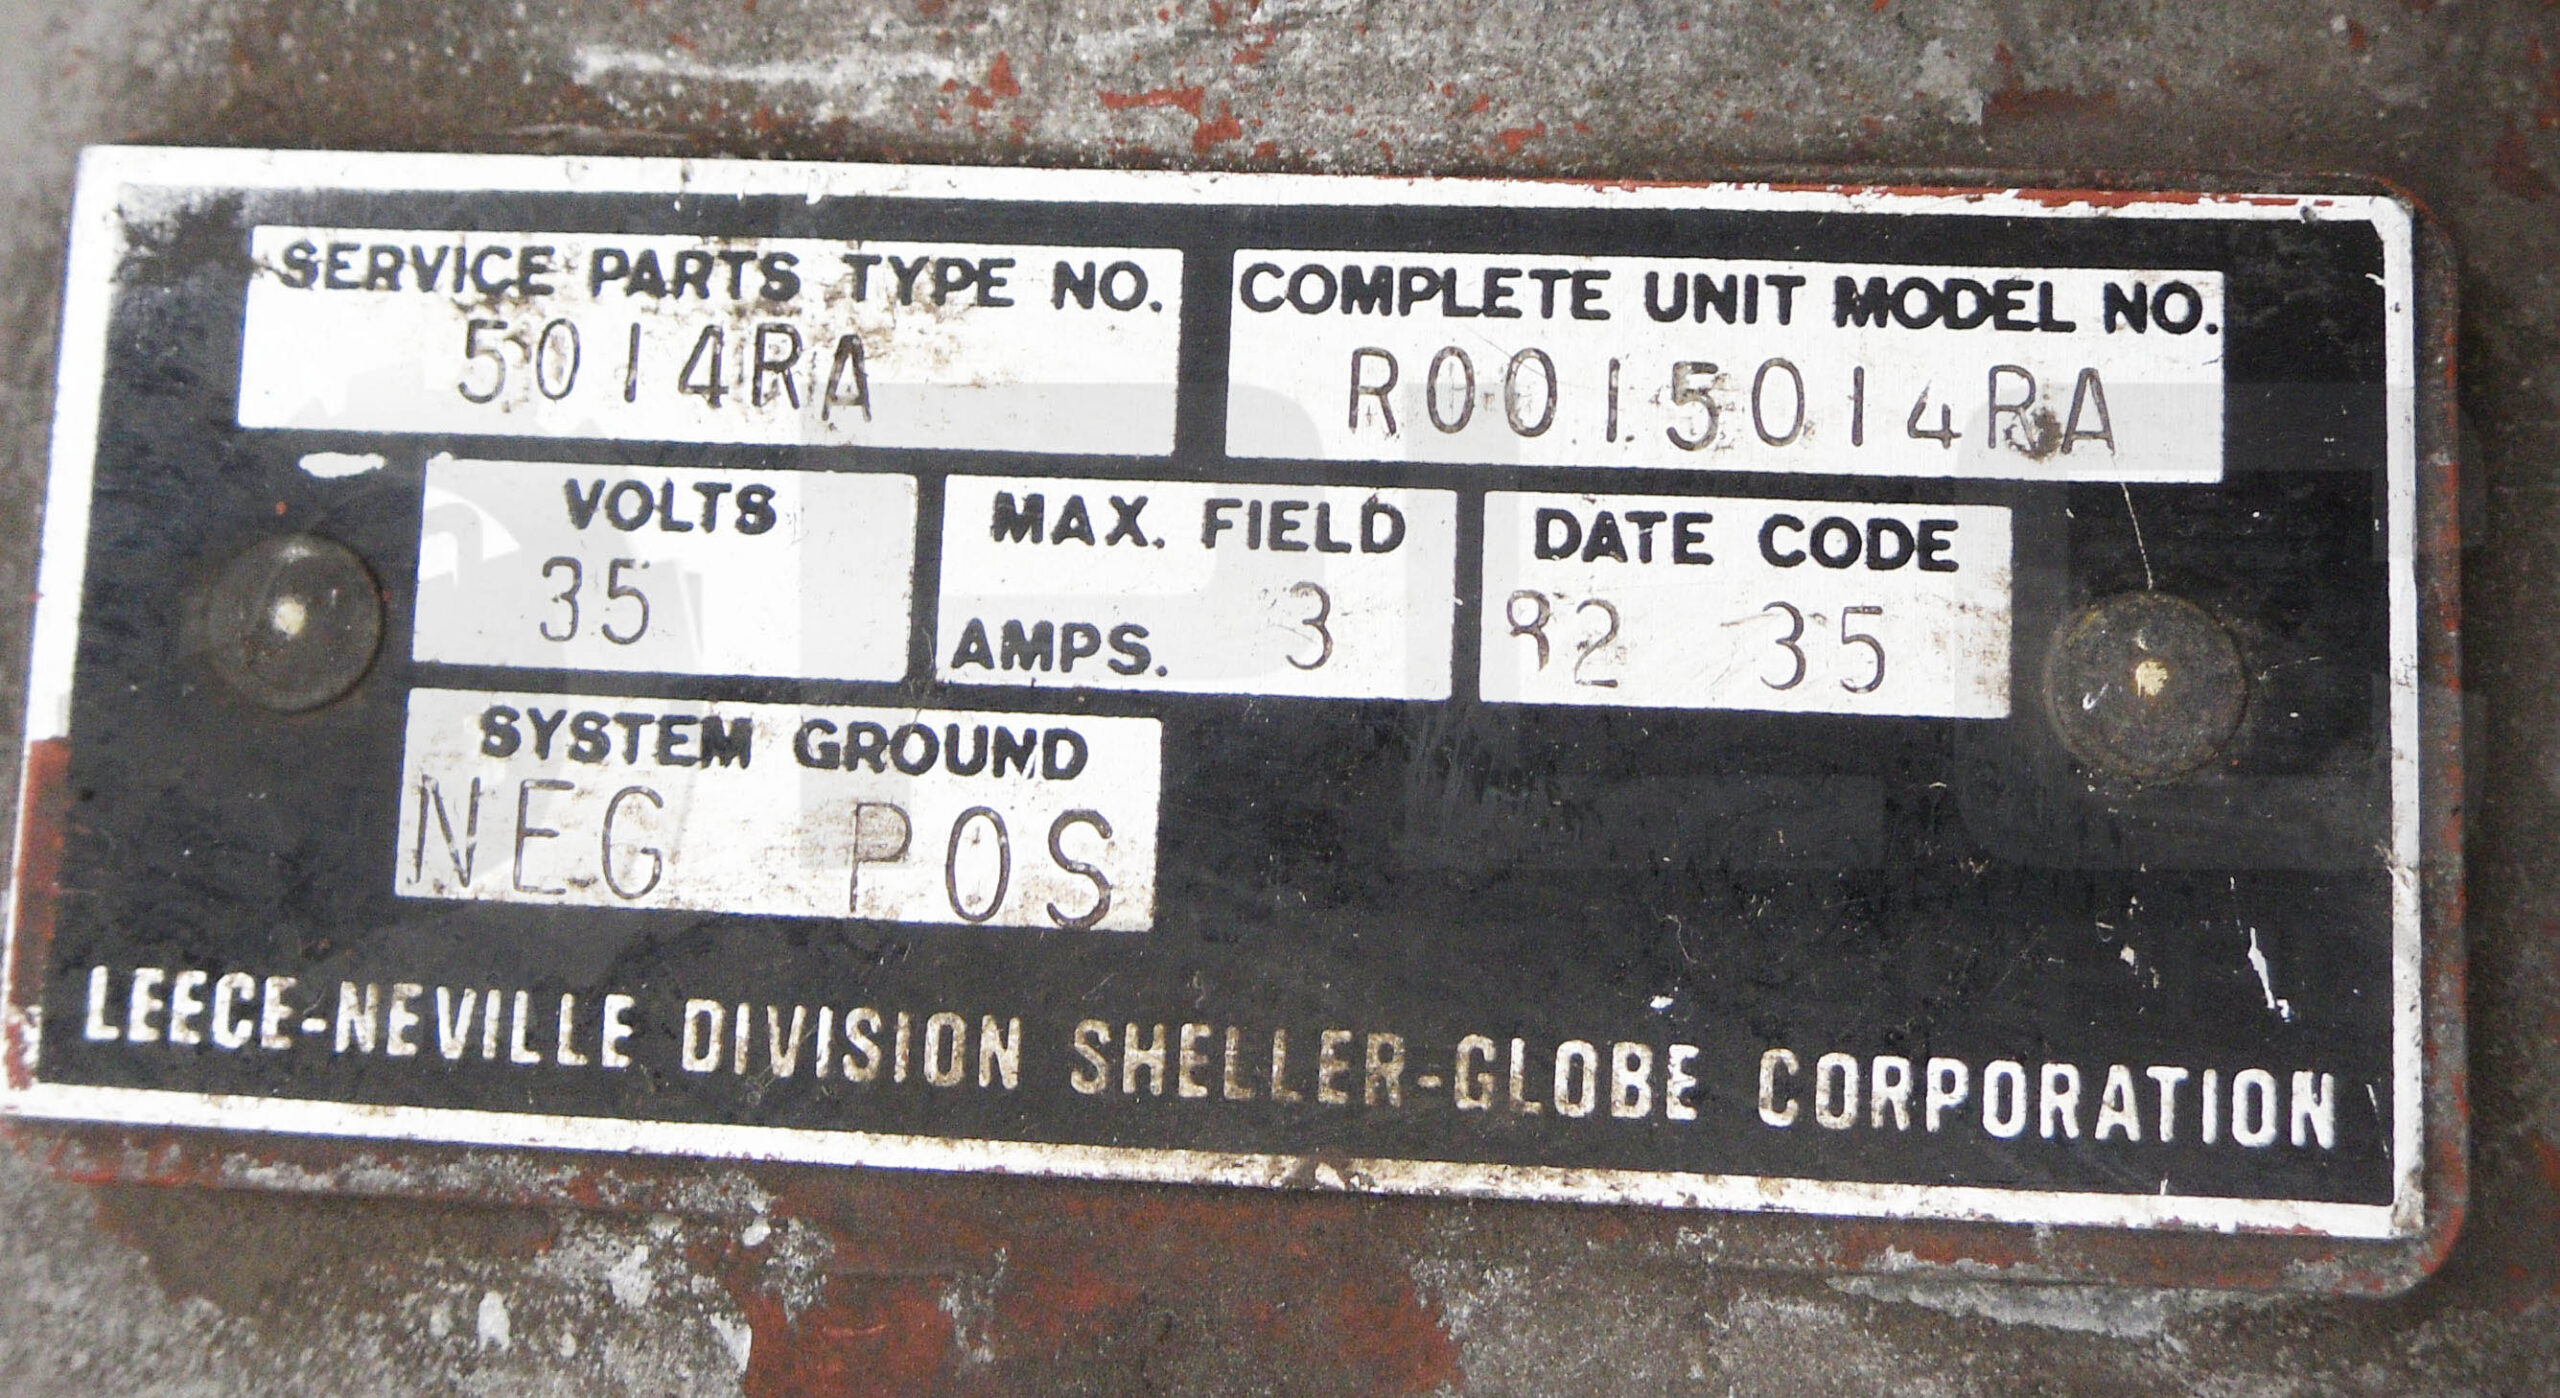 SERVICE PARTS TYPE NO.
5014RA
COMPLETE UNIT MODEL NO.
R0015014RA
VOLTS
35
MAX. FIELD
AMPS. 3
DATE CODE
82 35
SYSTEM GROUND
NEG POS
LEECE-NEVILLE DIVISION SHELLER-GLOBE CORPORATION